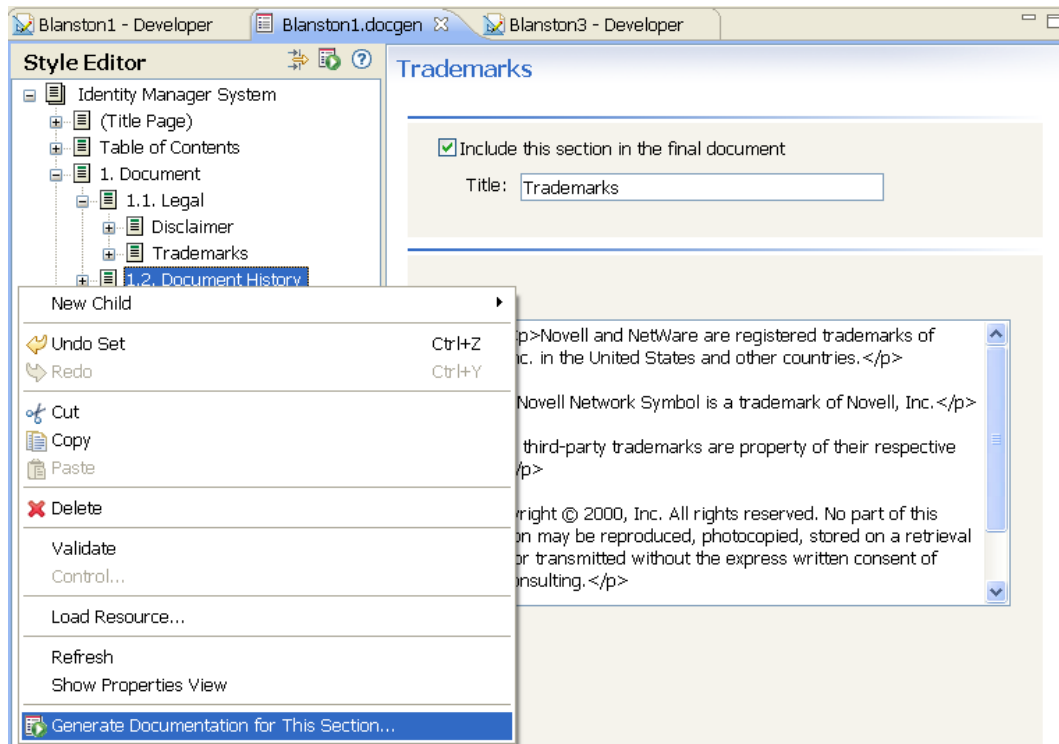 Blanston1 - Developer
Blanston1.docgen
Blanston3 - Developer
Style Editor
Identity Manager System
(Title Page)
Table of Contents
1. Document
1.1. Legal
Disclaimer
Trademarks
1.2. Document History
Trademarks
Include this section in the final document
Title: Trademarks
p>Novell and NetWare are registered trademarks of
nc. in the United States and other countries.</p>
Novell Network Symbol is a trademark of Novell, Inc.</p>
third-party trademarks are property of their respective
/p>
yright © 2000, Inc. All rights reserved. No part of this
on may be reproduced, photocopied, stored on a retrieval
or transmitted without the express written consent of
onsulting.</p>
New Child
Undo Set Ctrl+Z
Redo Ctrl+Y
Cut
Copy
Paste
Delete
Validate
Control...
Load Resource...
Refresh
Show Properties View
Generate Documentation for This Section...